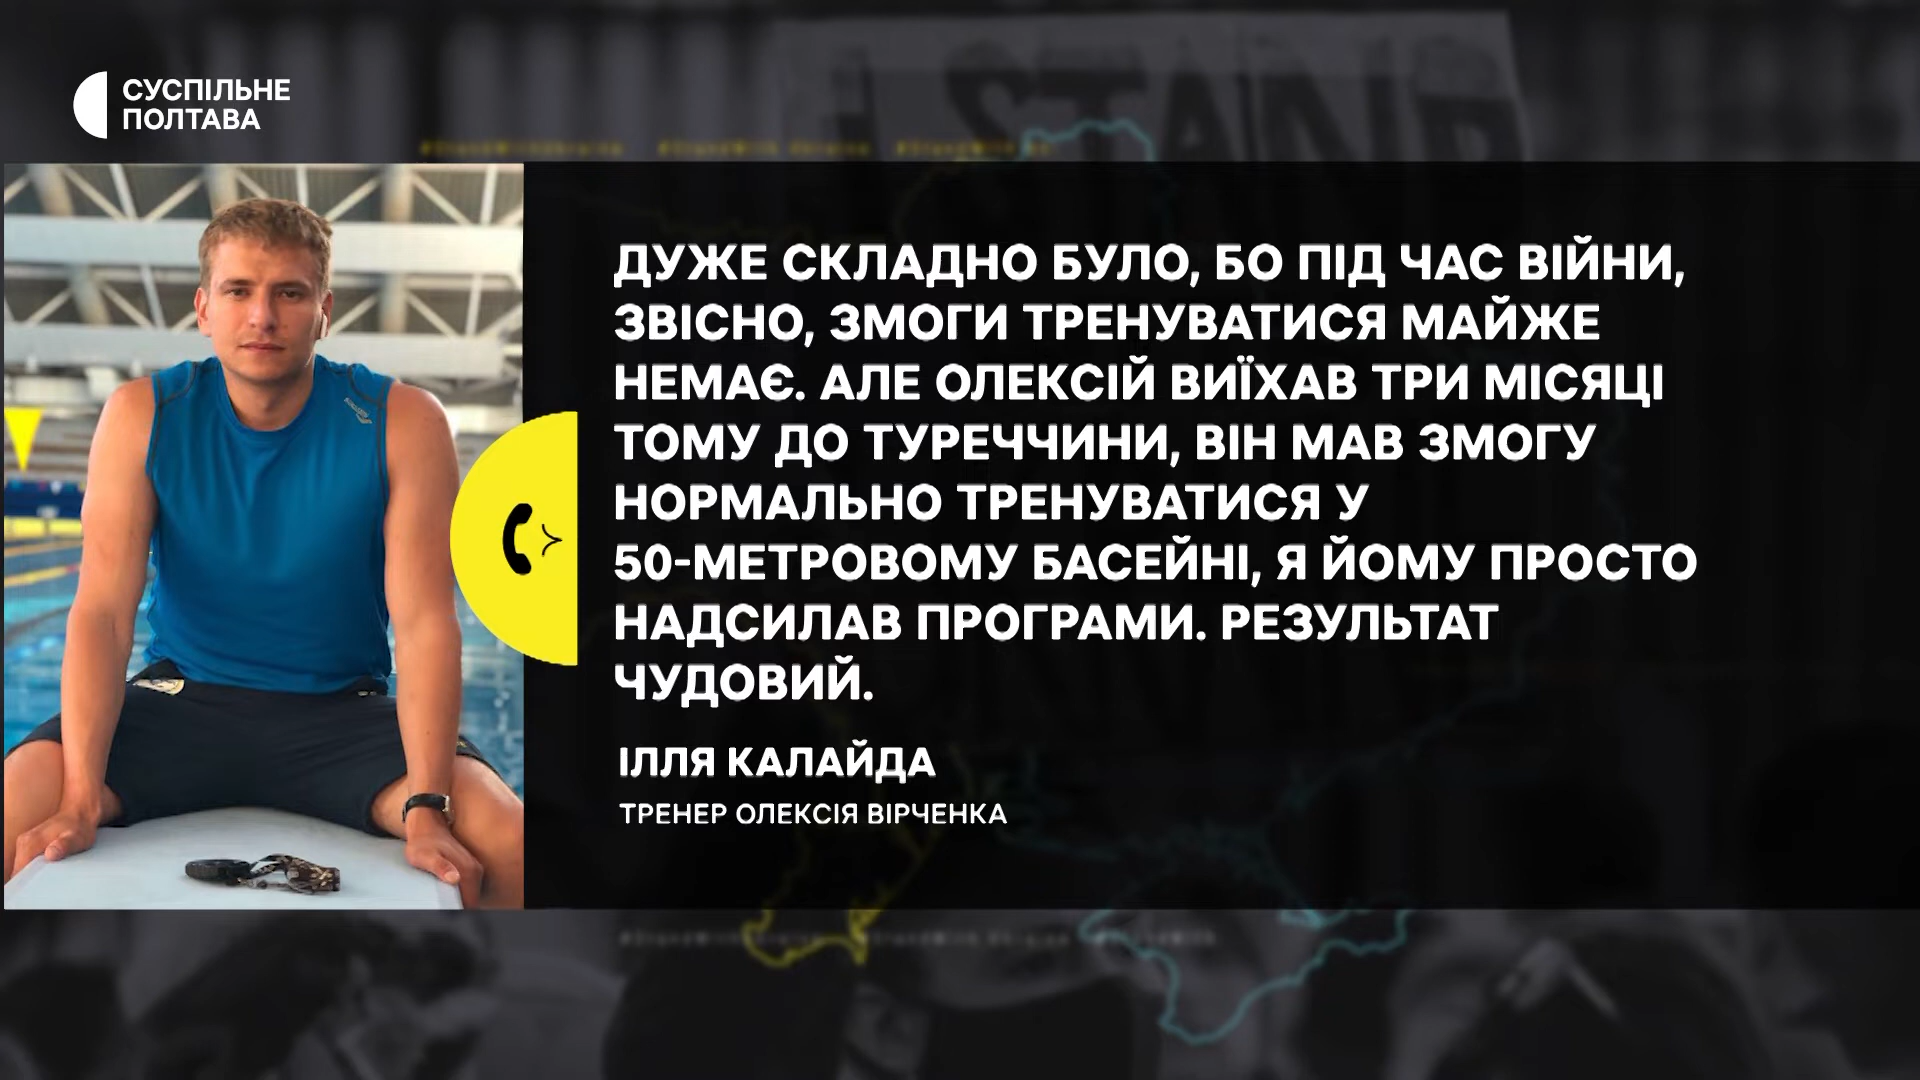 СУСПІЛЬНЕ
ПОЛТАВА
ДУЖЕ СКЛАДНО БУЛО, БО ПІД ЧАС ВІЙНИ,
ЗВІСНО, ЗМОГИ ТРЕНУВАТИСЯ МАЙЖЕ
НЕМАЄ. АЛЕ ОЛЕКСІЙ ВИЇХАВ ТРИ МІСЯЦІ
ТОМУ ДО ТУРЕЧЧИНИ, ВІН МАВ ЗМОГУ
НОРМАЛЬНО ТРЕНУВАТИСЯ У
50-МЕТРОВОМУ БАСЕЙНІ, Я ЙОМУ ПРОСТО
НАДСИЛАВ ПРОГРАМИ. РЕЗУЛЬТАТ
ЧУДОВИЙ.
ІЛЛЯ КАЛАЙДА
ТРЕНЕР ОЛЕКСІЯ ВІРЧЕНКА